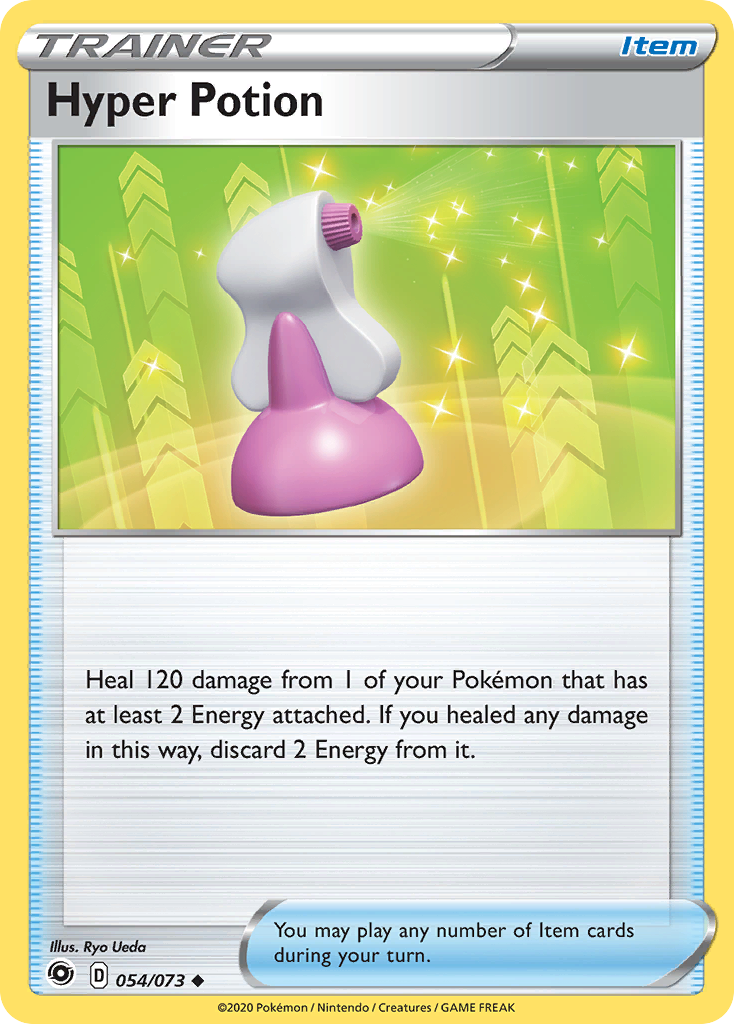 TRAINER
Item
Hyper Potion
Heal 120 damage from 1 of your Pokémon that has
at least 2 Energy attached. If you healed any damage
in this way, discard 2 Energy from it.
You may play any number of Item cards
during your turn.
Illus. Ryo Ueda
D 054/073
©2020 Pokémon / Nintendo / Creatures / GAME FREAK